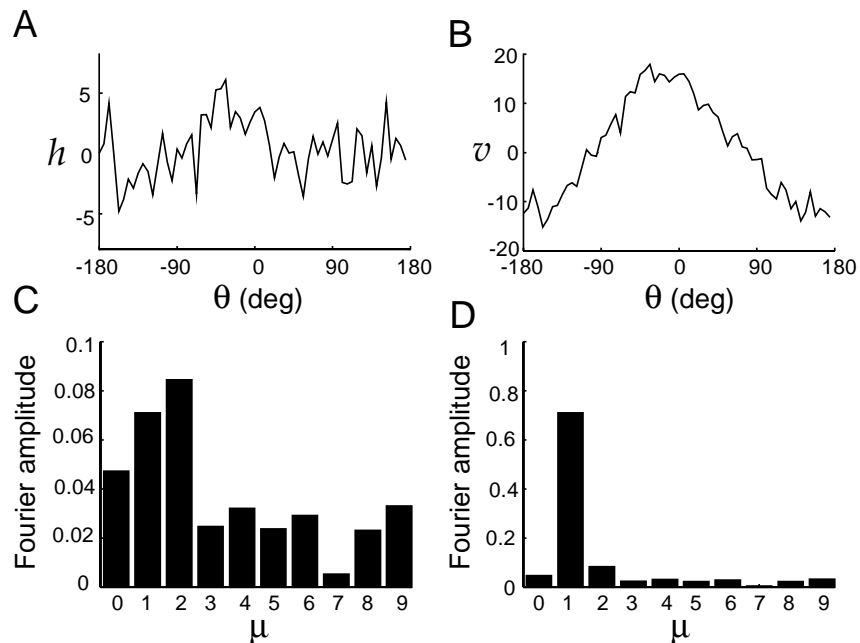 A
h
5
0
-5
-180 -90 0 90 180
θ (deg)
B
v
20
10
0
-10
-20
-180 -90 0 90 180
θ (deg)
C
Fourier amplitude
0.1
0.08
0.06
0.04
0.02
0
0 1 2 3 4 5 6 7 8 9
μ
D
Fourier amplitude
1
0.8
0.6
0.4
0.2
0
0 1 2 3 4 5 6 7 8 9
μ